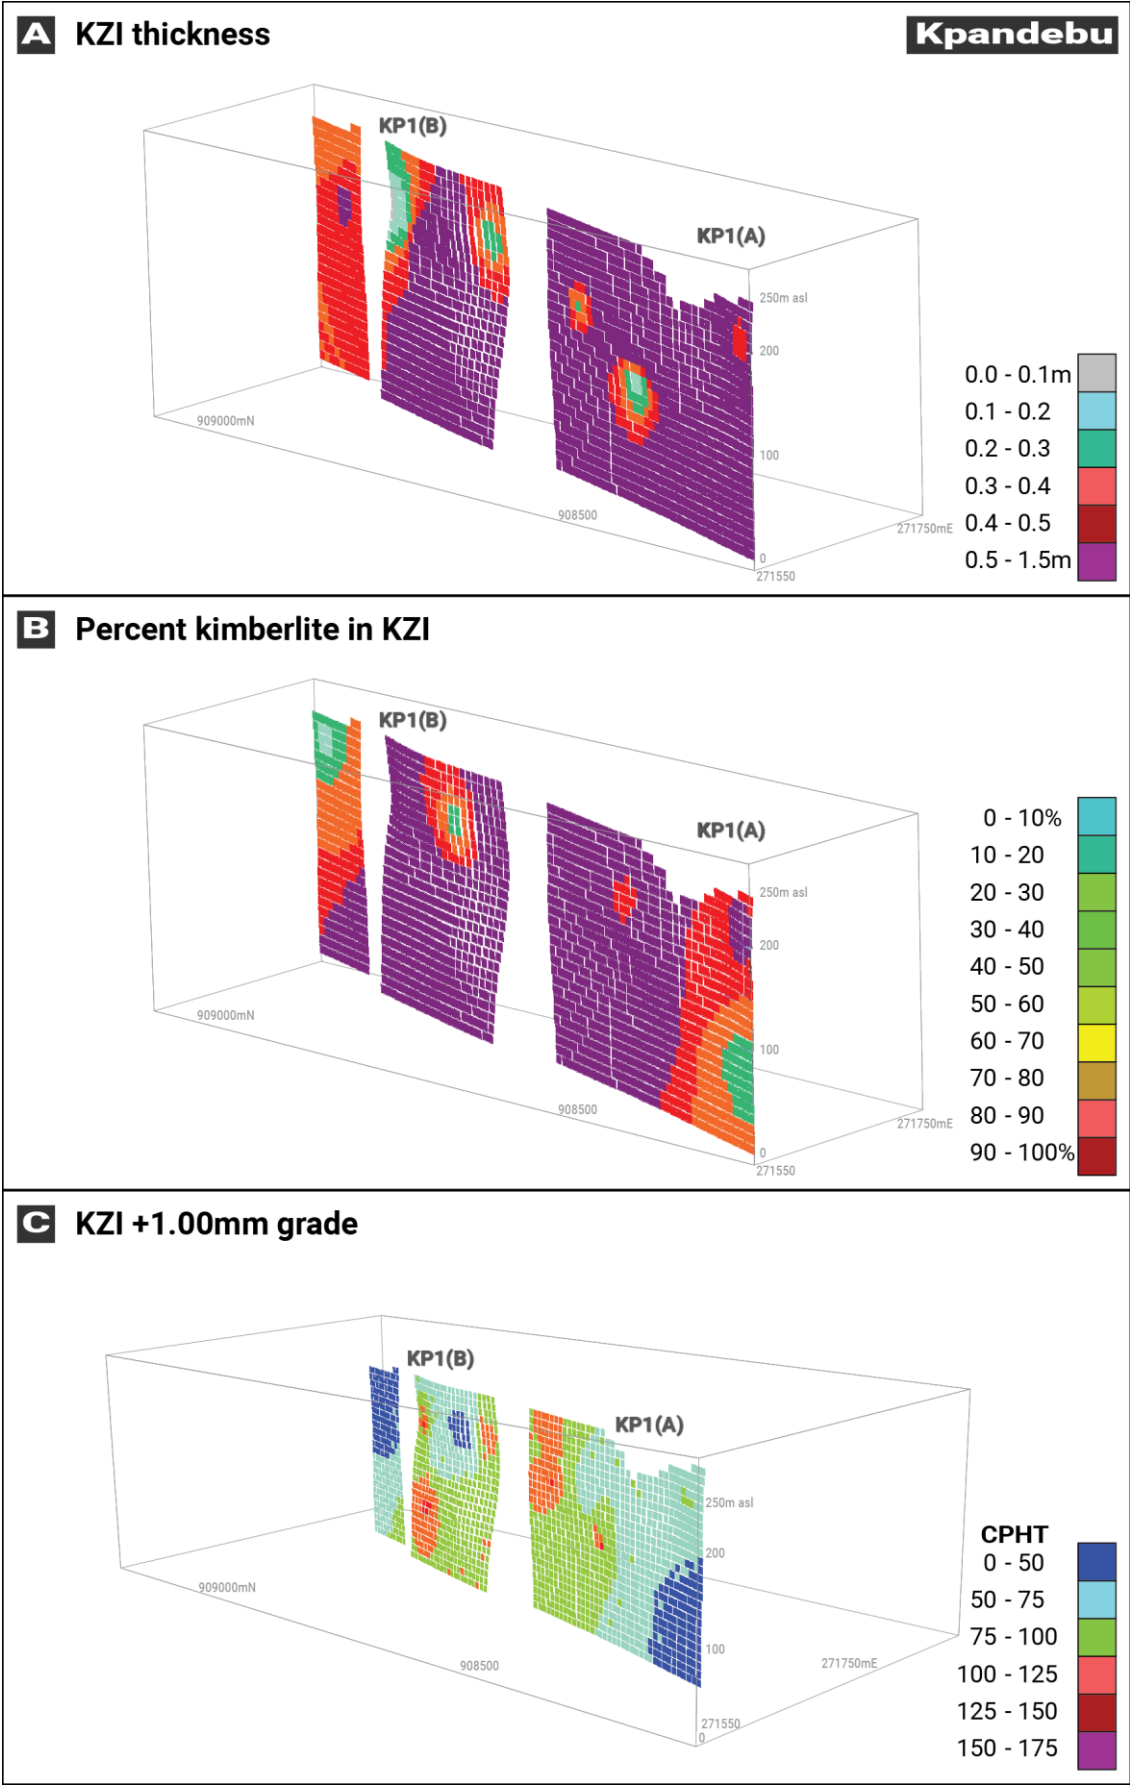 A KZI thickness
Kpandebu
KP1(B)
KP1(A)
250m asl
200
100
0
909000mN
908500
271750mE
271550
0.0 - 0.1m
0.1 - 0.2
0.2 - 0.3
0.3 - 0.4
0.4 - 0.5
0.5 - 1.5m
B Percent kimberlite in KZI
KP1(B)
KP1(A)
250m asl
200
100
0
909000mN
908500
271750mE
271550
0 - 10%
10 - 20
20 - 30
30 - 40
40 - 50
50 - 60
60 - 70
70 - 80
80 - 90
90 - 100%
C KZI +1.00mm grade
KP1(B)
KP1(A)
250m asl
200
100
909000mN
908500
271750mE
271550
0
CPHT
0 - 50
50 - 75
75 - 100
100 - 125
125 - 150
150 - 175